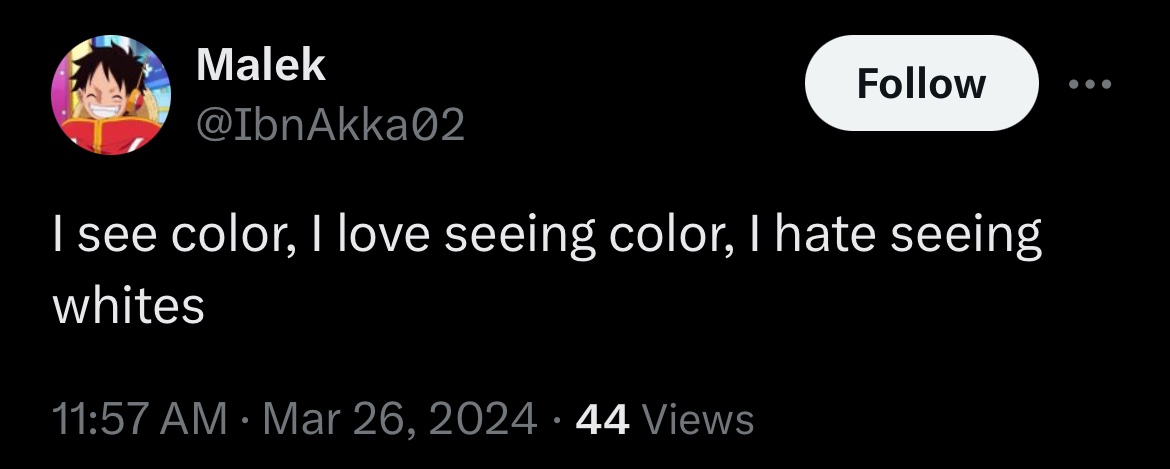 Malek
@IbnAkka02
Follow
I see color, I love seeing color, I hate seeing
whites
11:57 AM · Mar 26, 2024 · 44 Views